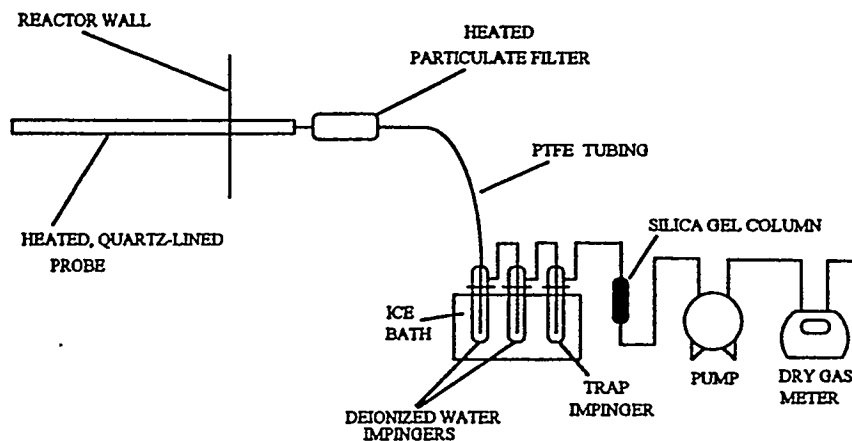 REACTOR WALL
HEATED
PARTICULATE FILTER
PTFE TUBING
HEATED, QUARTZ-LINED
PROBE
SILICA GEL COLUMN
ICE
BATH
DEIONIZED WATER
IMPINGERS
TRAP
IMPINGER
PUMP
DRY GAS
METER